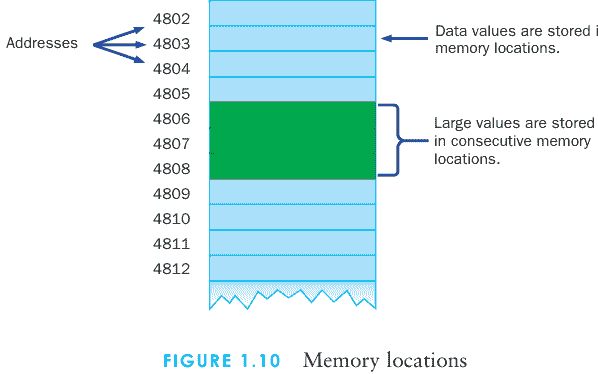 Addresses
4802
4803
4804
4805
4806
4807
4808
4809
4810
4811
4812
Data values are stored i
memory locations.
Large values are stored
in consecutive memory
locations.
FIGURE 1.10 Memory locations